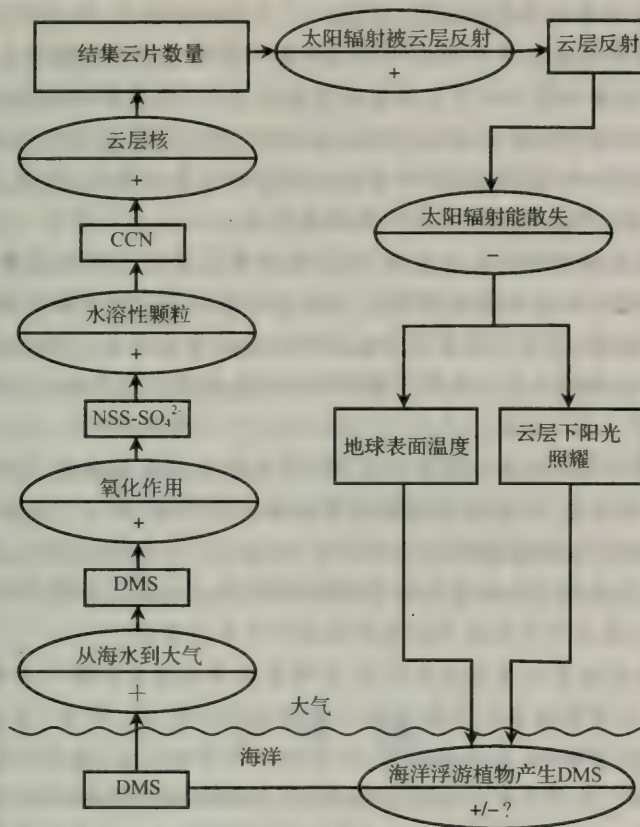 结集云片数量
太阳辐射被云层反射
+
云层反射
云层核
+
太阳辐射能散失
−
CCN
水溶性颗粒
+
NSS-SO₄²⁻
地球表面温度
云层下阳光
照耀
氧化作用
+
DMS
从海水到大气
+
大气
海洋
DMS
海洋浮游植物产生DMS
+/−?